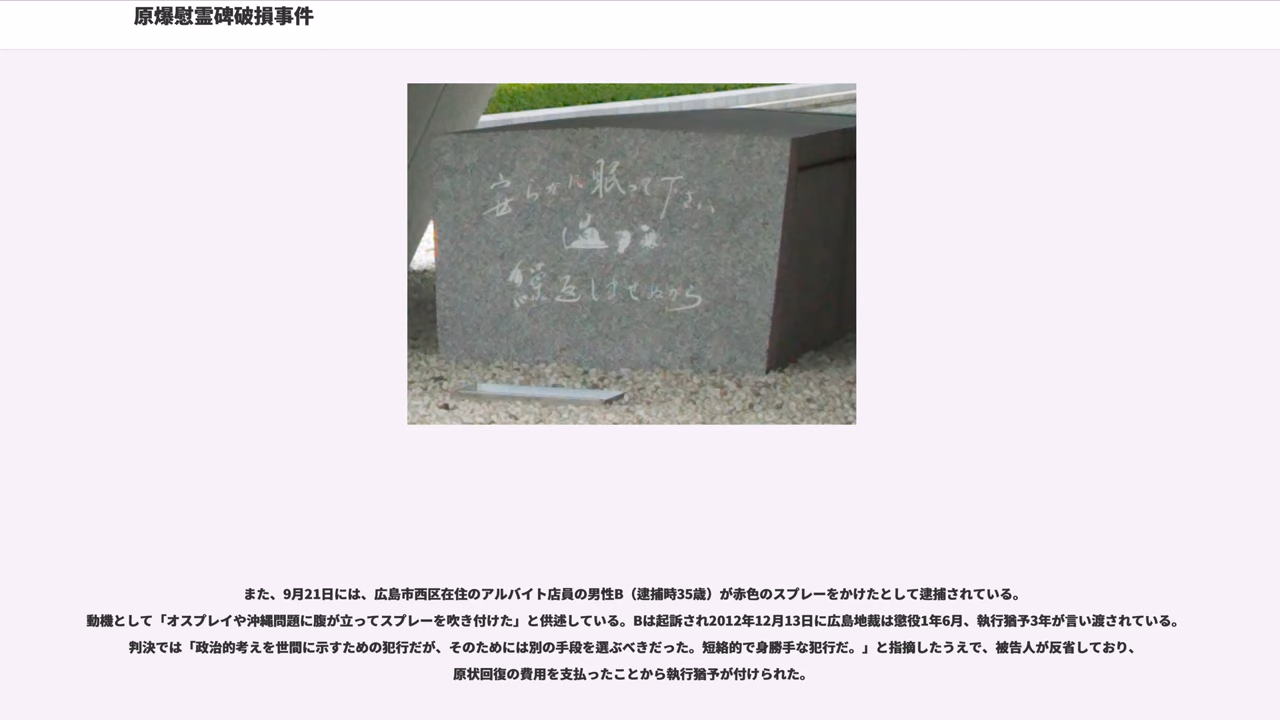 原爆慰霊碑破損事件
安らかに眠って下さい
過ちは
繰返しませぬから
また、9月21日には、広島市西区在住のアルバイト店員の男性B（逮捕時35歳）が赤色のスプレーをかけたとして逮捕されている。
動機として「オスプレイや沖縄問題に腹が立ってスプレーを吹き付けた」と供述している。Bは起訴され2012年12月13日に広島地裁は懲役1年6月、執行猶予3年が言い渡されている。
判決では「政治的考えを世間に示すための犯行だが、そのためには別の手段を選ぶべきだった。短絡的で身勝手な犯行だ。」と指摘したうえで、被告人が反省しており、
原状回復の費用を支払ったことから執行猶予が付けられた。